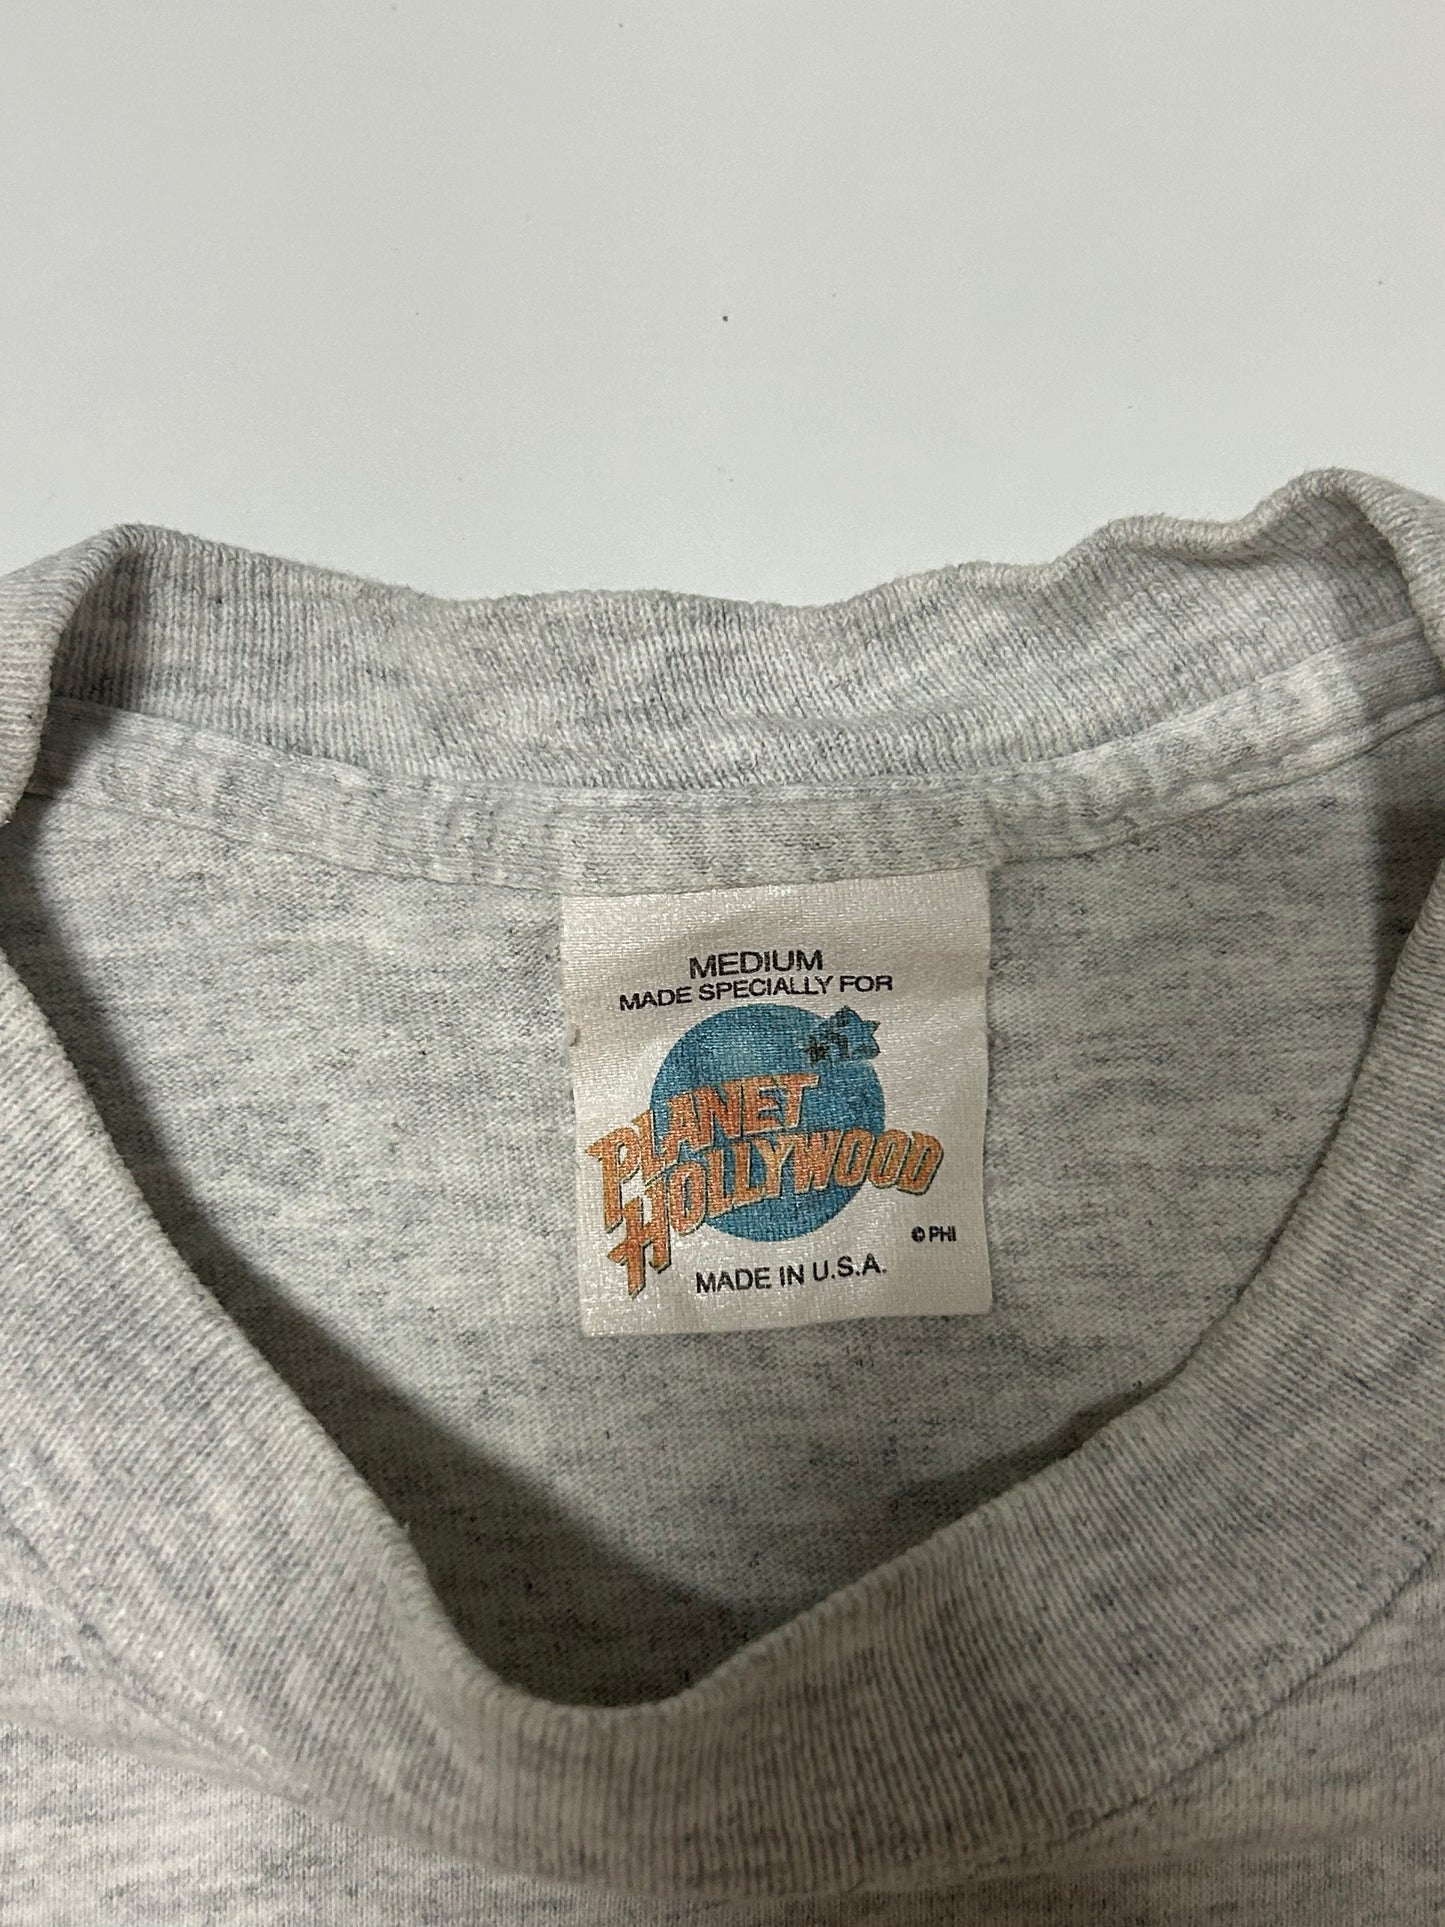 MEDIUM
MADE SPECIALLY FOR
PLANET
HOLLYWOOD
© PHI
MADE IN U.S.A.